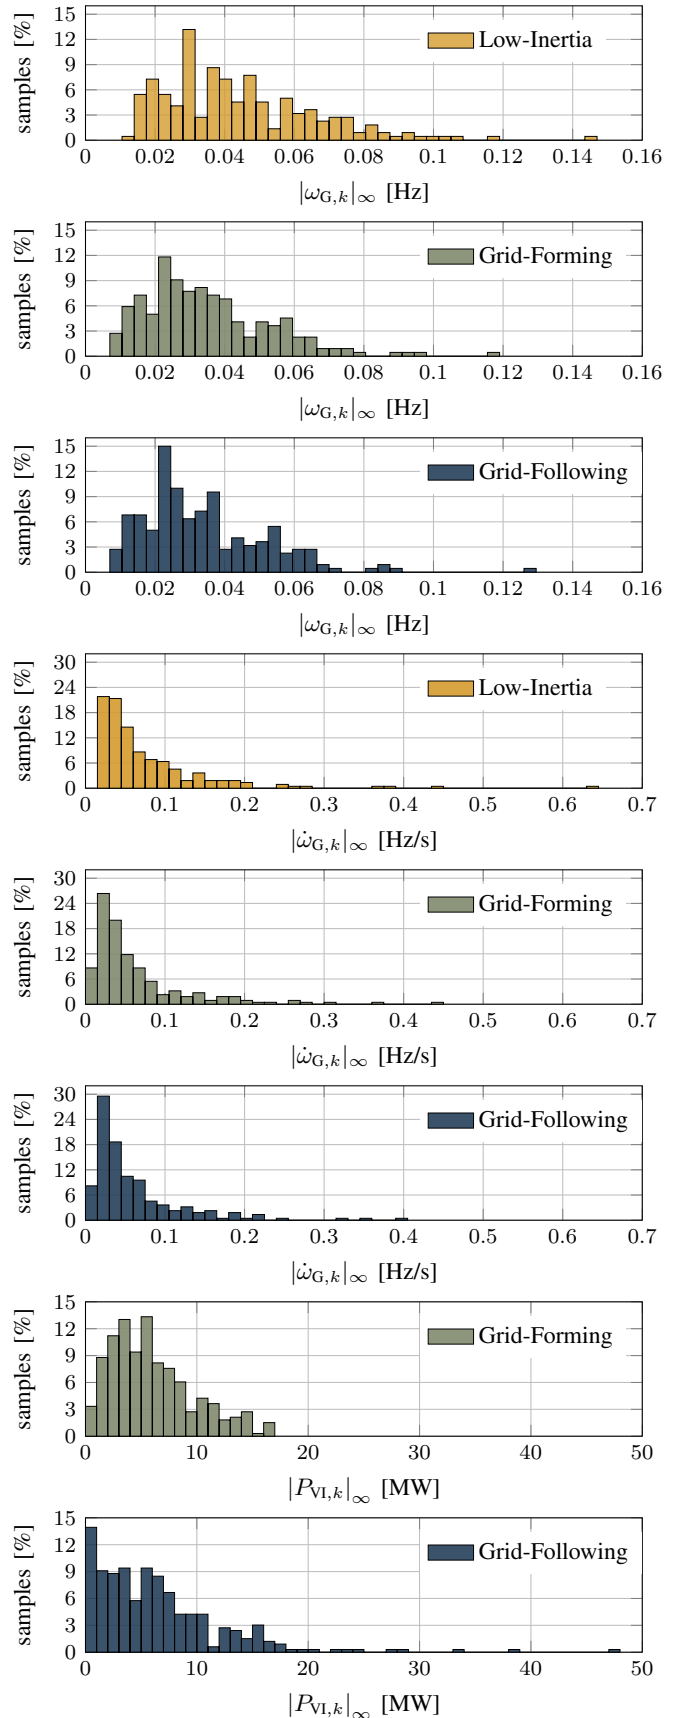 samples [%]
15
12
9
6
3
0
Low-Inertia
0 0.02 0.04 0.06 0.08 0.1 0.12 0.14 0.16
|ω_{G,k}|_∞ [Hz]
samples [%]
15
12
9
6
3
0
Grid-Forming
0 0.02 0.04 0.06 0.08 0.1 0.12 0.14 0.16
|ω_{G,k}|_∞ [Hz]
samples [%]
15
12
9
6
3
0
Grid-Following
0 0.02 0.04 0.06 0.08 0.1 0.12 0.14 0.16
|ω_{G,k}|_∞ [Hz]
samples [%]
30
24
18
12
6
0
Low-Inertia
0 0.1 0.2 0.3 0.4 0.5 0.6 0.7
|ω̇_{G,k}|_∞ [Hz/s]
samples [%]
30
24
18
12
6
0
Grid-Forming
0 0.1 0.2 0.3 0.4 0.5 0.6 0.7
|ω̇_{G,k}|_∞ [Hz/s]
samples [%]
30
24
18
12
6
0
Grid-Following
0 0.1 0.2 0.3 0.4 0.5 0.6 0.7
|ω̇_{G,k}|_∞ [Hz/s]
samples [%]
15
12
9
6
3
0
Grid-Forming
0 10 20 30 40 50
|P_{VI,k}|_∞ [MW]
samples [%]
15
12
9
6
3
0
Grid-Following
0 10 20 30 40 50
|P_{VI,k}|_∞ [MW]